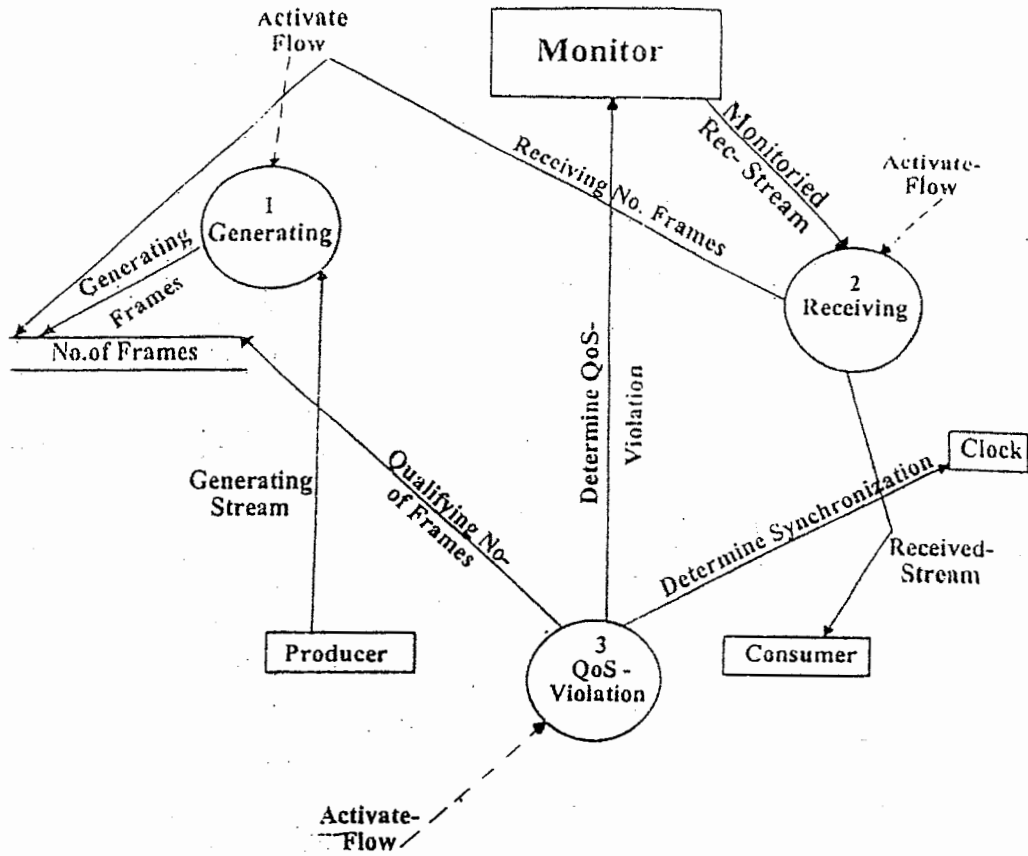 Activate
Flow
Monitor
Monitoried
Rec- Stream
Activate-
Flow
Receiving No. Frames
1
Generating
Generating
Frames
2
Receiving
No.of Frames
Determine QoS-
Violation
Generating
Stream
Qualifying No-
of Frames
Clock
Determine Synchronization
Received-
Stream
Producer
3
QoS -
Violation
Consumer
Activate-
Flow